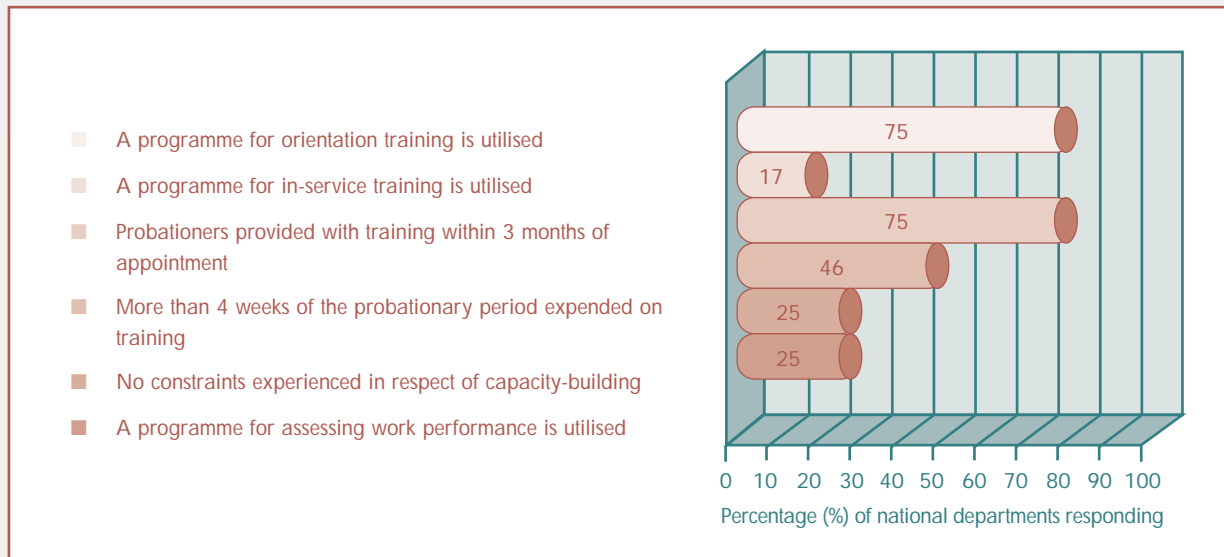 A programme for orientation training is utilised
A programme for in-service training is utilised
Probationers provided with training within 3 months of
appointment
More than 4 weeks of the probationary period expended on
training
No constraints experienced in respect of capacity-building
A programme for assessing work performance is utilised
75
17
75
46
25
25
0 10 20 30 40 50 60 70 80 90 100
Percentage (%) of national departments responding